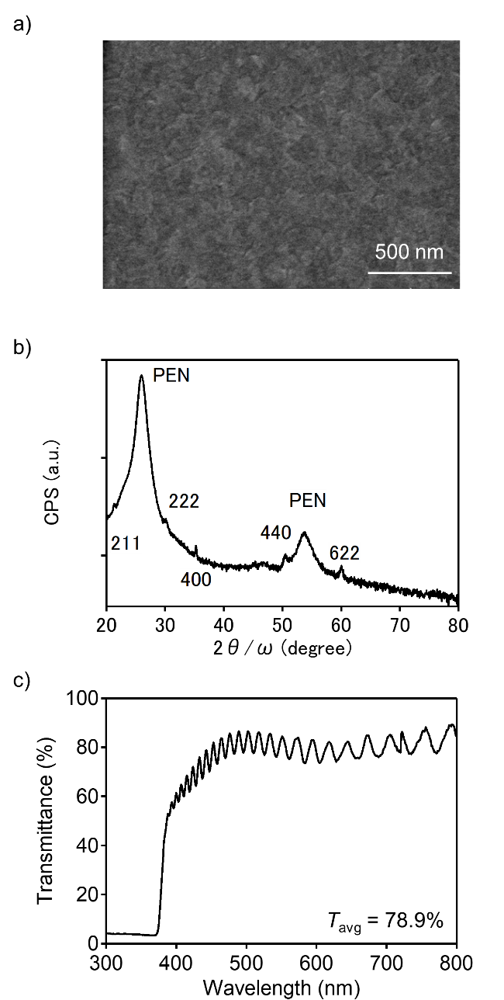 a)
500 nm
b)
CPS (a.u.)
PEN
222
PEN
211
440
622
400
20 30 40 50 60 70 80
2θ/ω (degree)
c)
Transmittance (%)
100
80
60
40
20
0
Tavg = 78.9%
300 400 500 600 700 800
Wavelength (nm)